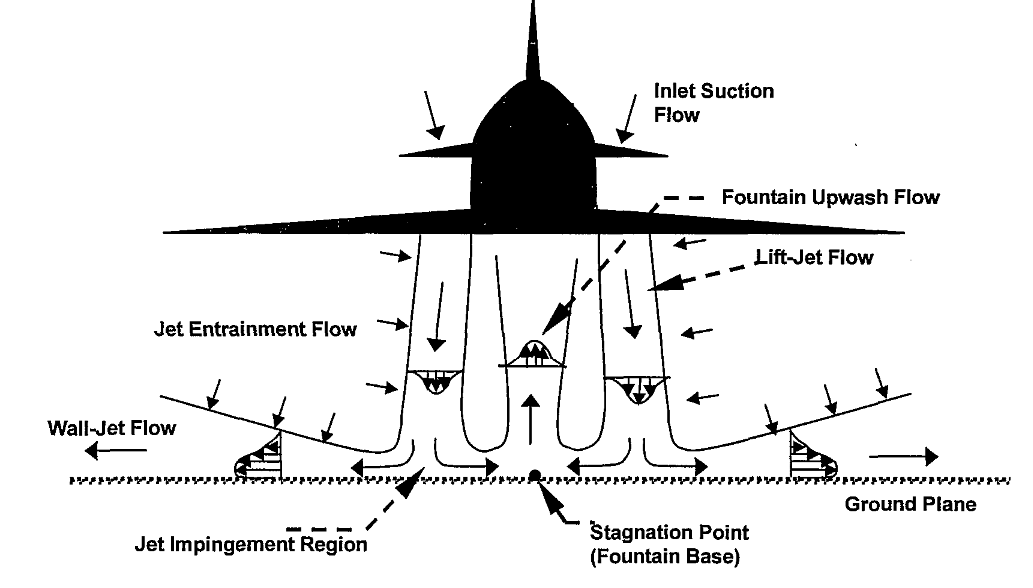 Inlet Suction
Flow
Fountain Upwash Flow
Lift-Jet Flow
Jet Entrainment Flow
Wall-Jet Flow
Ground Plane
Stagnation Point
(Fountain Base)
Jet Impingement Region